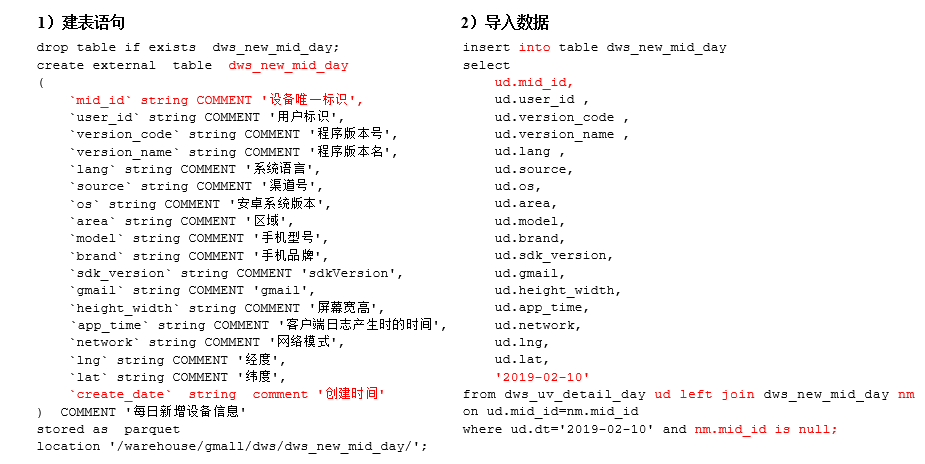 1）建表语句
drop table if exists  dws_new_mid_day;
create external  table  dws_new_mid_day
(
    `mid_id` string COMMENT '设备唯一标识',
    `user_id` string COMMENT '用户标识',
    `version_code` string COMMENT '程序版本号',
    `version_name` string COMMENT '程序版本名',
    `lang` string COMMENT '系统语言',
    `source` string COMMENT '渠道号',
    `os` string COMMENT '安卓系统版本',
    `area` string COMMENT '区域',
    `model` string COMMENT '手机型号',
    `brand` string COMMENT '手机品牌',
    `sdk_version` string COMMENT 'sdkVersion',
    `gmail` string COMMENT 'gmail',
    `height_width` string COMMENT '屏幕宽高',
    `app_time` string COMMENT '客户端日志产生时的时间',
    `network` string COMMENT '网络模式',
    `lng` string COMMENT '经度',
    `lat` string COMMENT '纬度',
    `create_date`  string  comment '创建时间'
)  COMMENT '每日新增设备信息'
stored as  parquet
location '/warehouse/gmall/dws/dws_new_mid_day/';
2）导入数据
insert into table dws_new_mid_day
select
    ud.mid_id,
    ud.user_id ,
    ud.version_code ,
    ud.version_name ,
    ud.lang ,
    ud.source,
    ud.os,
    ud.area,
    ud.model,
    ud.brand,
    ud.sdk_version,
    ud.gmail,
    ud.height_width,
    ud.app_time,
    ud.network,
    ud.lng,
    ud.lat,
    '2019-02-10'
from dws_uv_detail_day ud left join dws_new_mid_day nm
on ud.mid_id=nm.mid_id
where ud.dt='2019-02-10' and nm.mid_id is null;